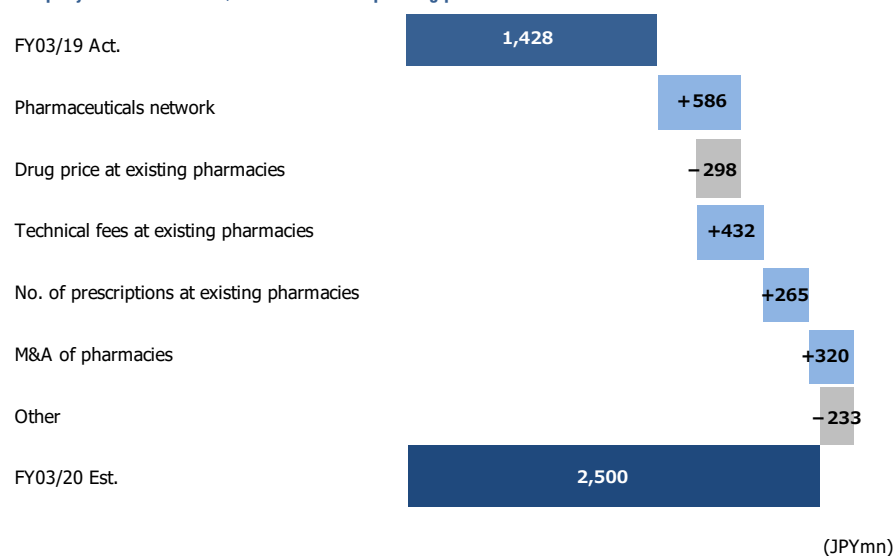 FY03/19 Act.
1,428
Pharmaceuticals network
+586
Drug price at existing pharmacies
−298
Technical fees at existing pharmacies
+432
No. of prescriptions at existing pharmacies
+265
M&A of pharmacies
+320
Other
−233
FY03/20 Est.
2,500
(JPYmn)